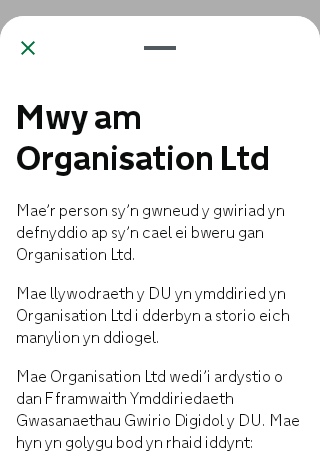 Mwy am
Organisation Ltd
Mae’r person sy’n gwneud y gwiriad yn
defnyddio ap sy’n cael ei bweru gan
Organisation Ltd.
Mae llywodraeth y DU yn ymddiried yn
Organisation Ltd i dderbyn a storio eich
manylion yn ddiogel.
Mae Organisation Ltd wedi’i ardystio o
dan Fframwaith Ymddiriedaeth
Gwasanaethau Gwirio Digidol y DU. Mae
hyn yn golygu bod yn rhaid iddynt: